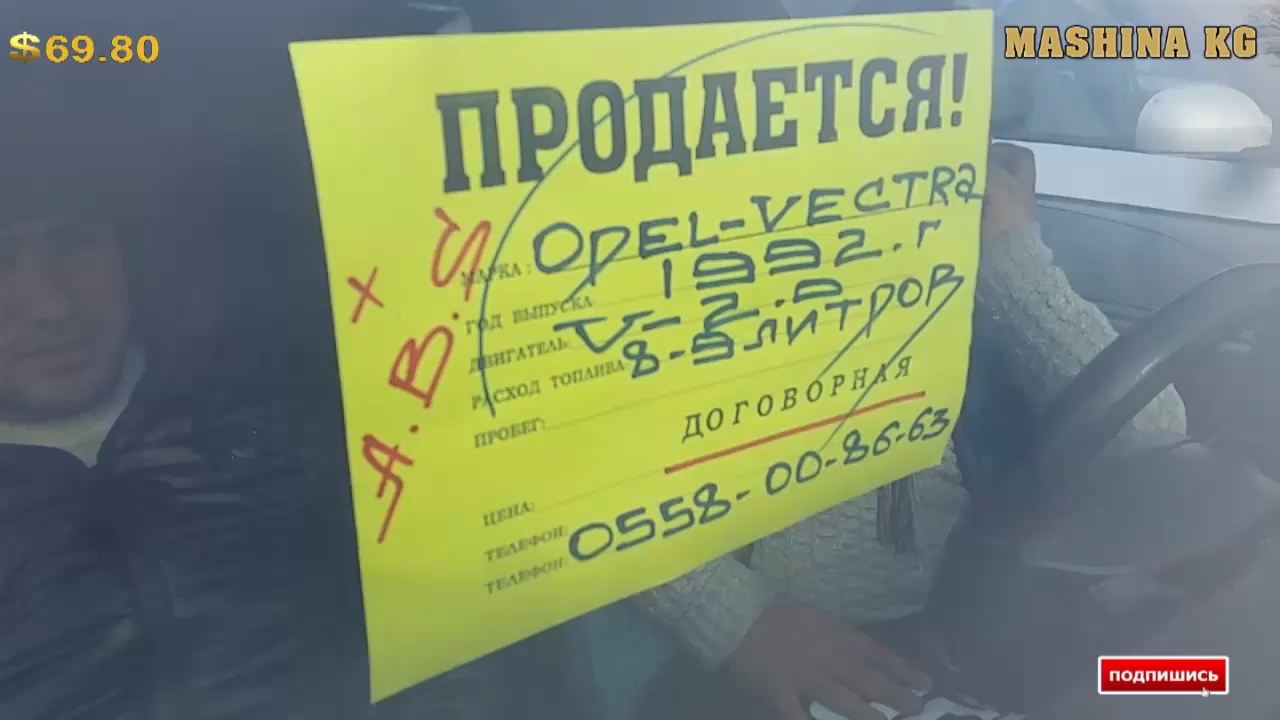 $69.80
MASHINA KG
ПРОДАЕТСЯ!
МАРКА: OPEL-VECTRA
ГОД ВЫПУСКА: 1992.г
ДВИГАТЕЛЬ: V-2.0
РАСХОД ТОПЛИВА: 8-9 литров
ПРОБЕГ:
ДОГОВОРНАЯ
ЦЕНА:
ТЕЛЕФОН: 0558-00-86-63
ТЕЛЕФОН:
A.B.S +
ПОДПИШИСЬ